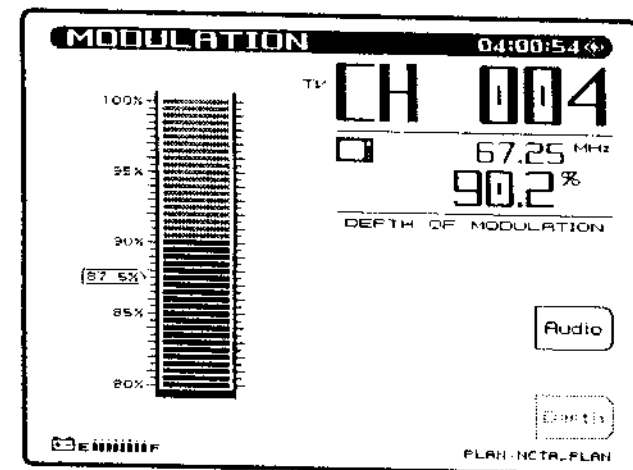 MODULATION 04:00:54
TV CH 004
67.25 MHz
90.2%
DEPTH OF MODULATION
100%
95%
90%
87.5%
85%
80%
Audio
Depth
E F
PLAN:NCTA_PLAN